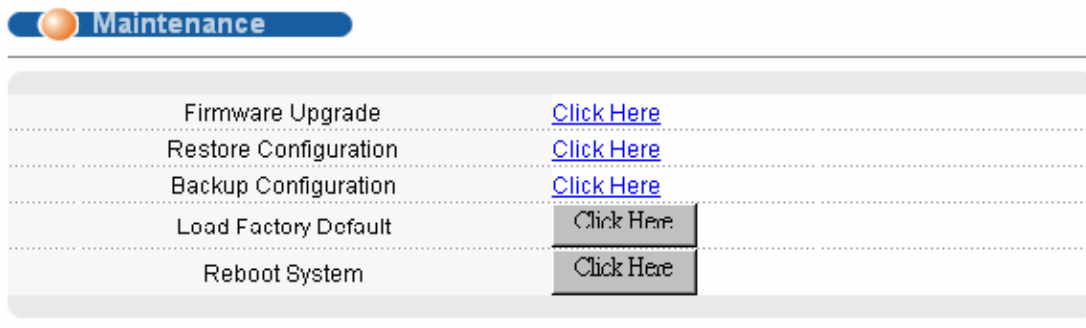 Maintenance
Firmware Upgrade Click Here
Restore Configuration Click Here
Backup Configuration Click Here
Load Factory Default Click Here
Reboot System Click Here